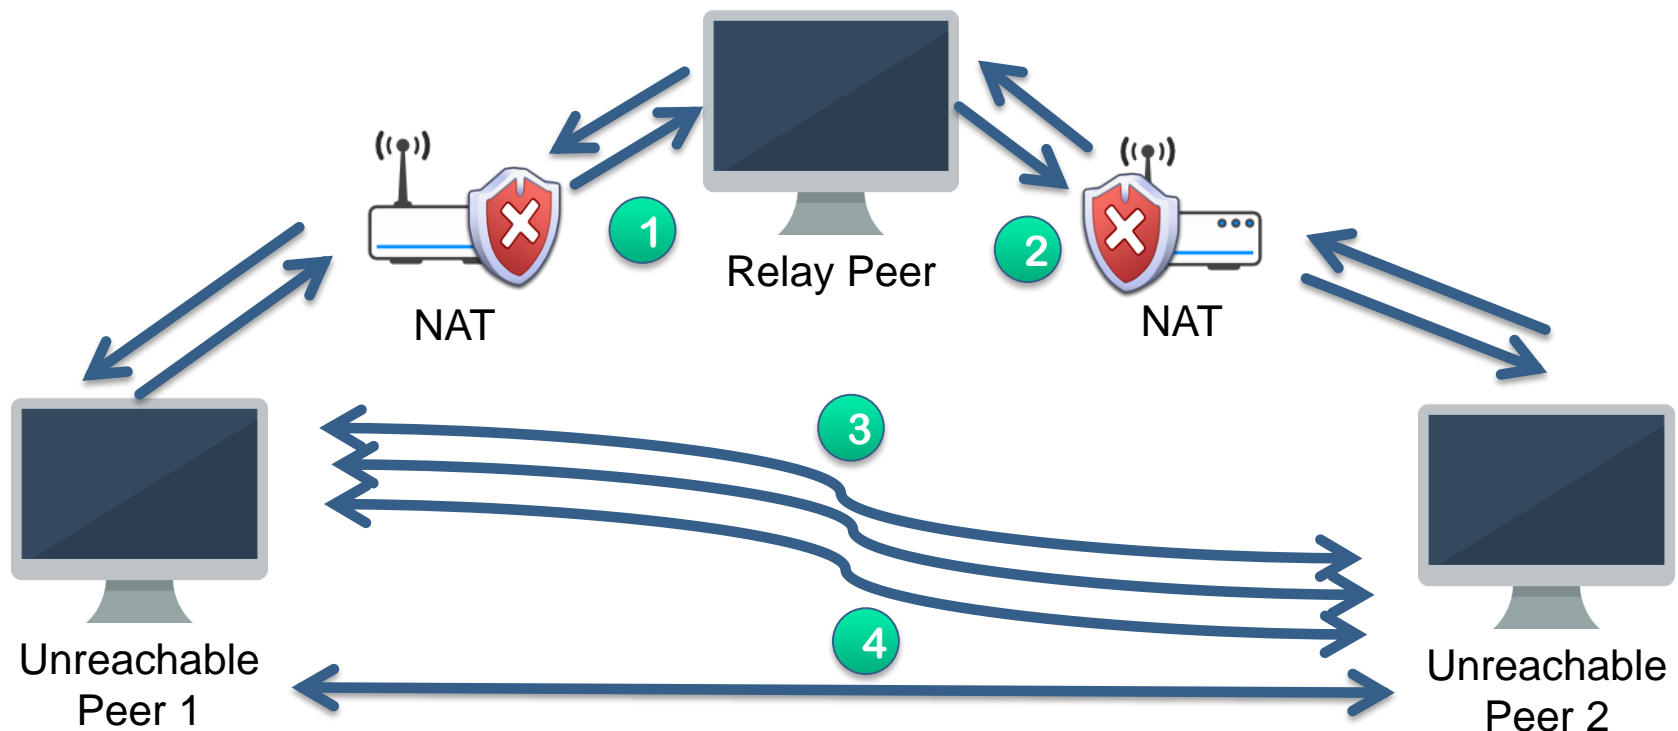 1
2
Relay Peer
NAT
NAT
3
4
Unreachable
Peer 1
Unreachable
Peer 2